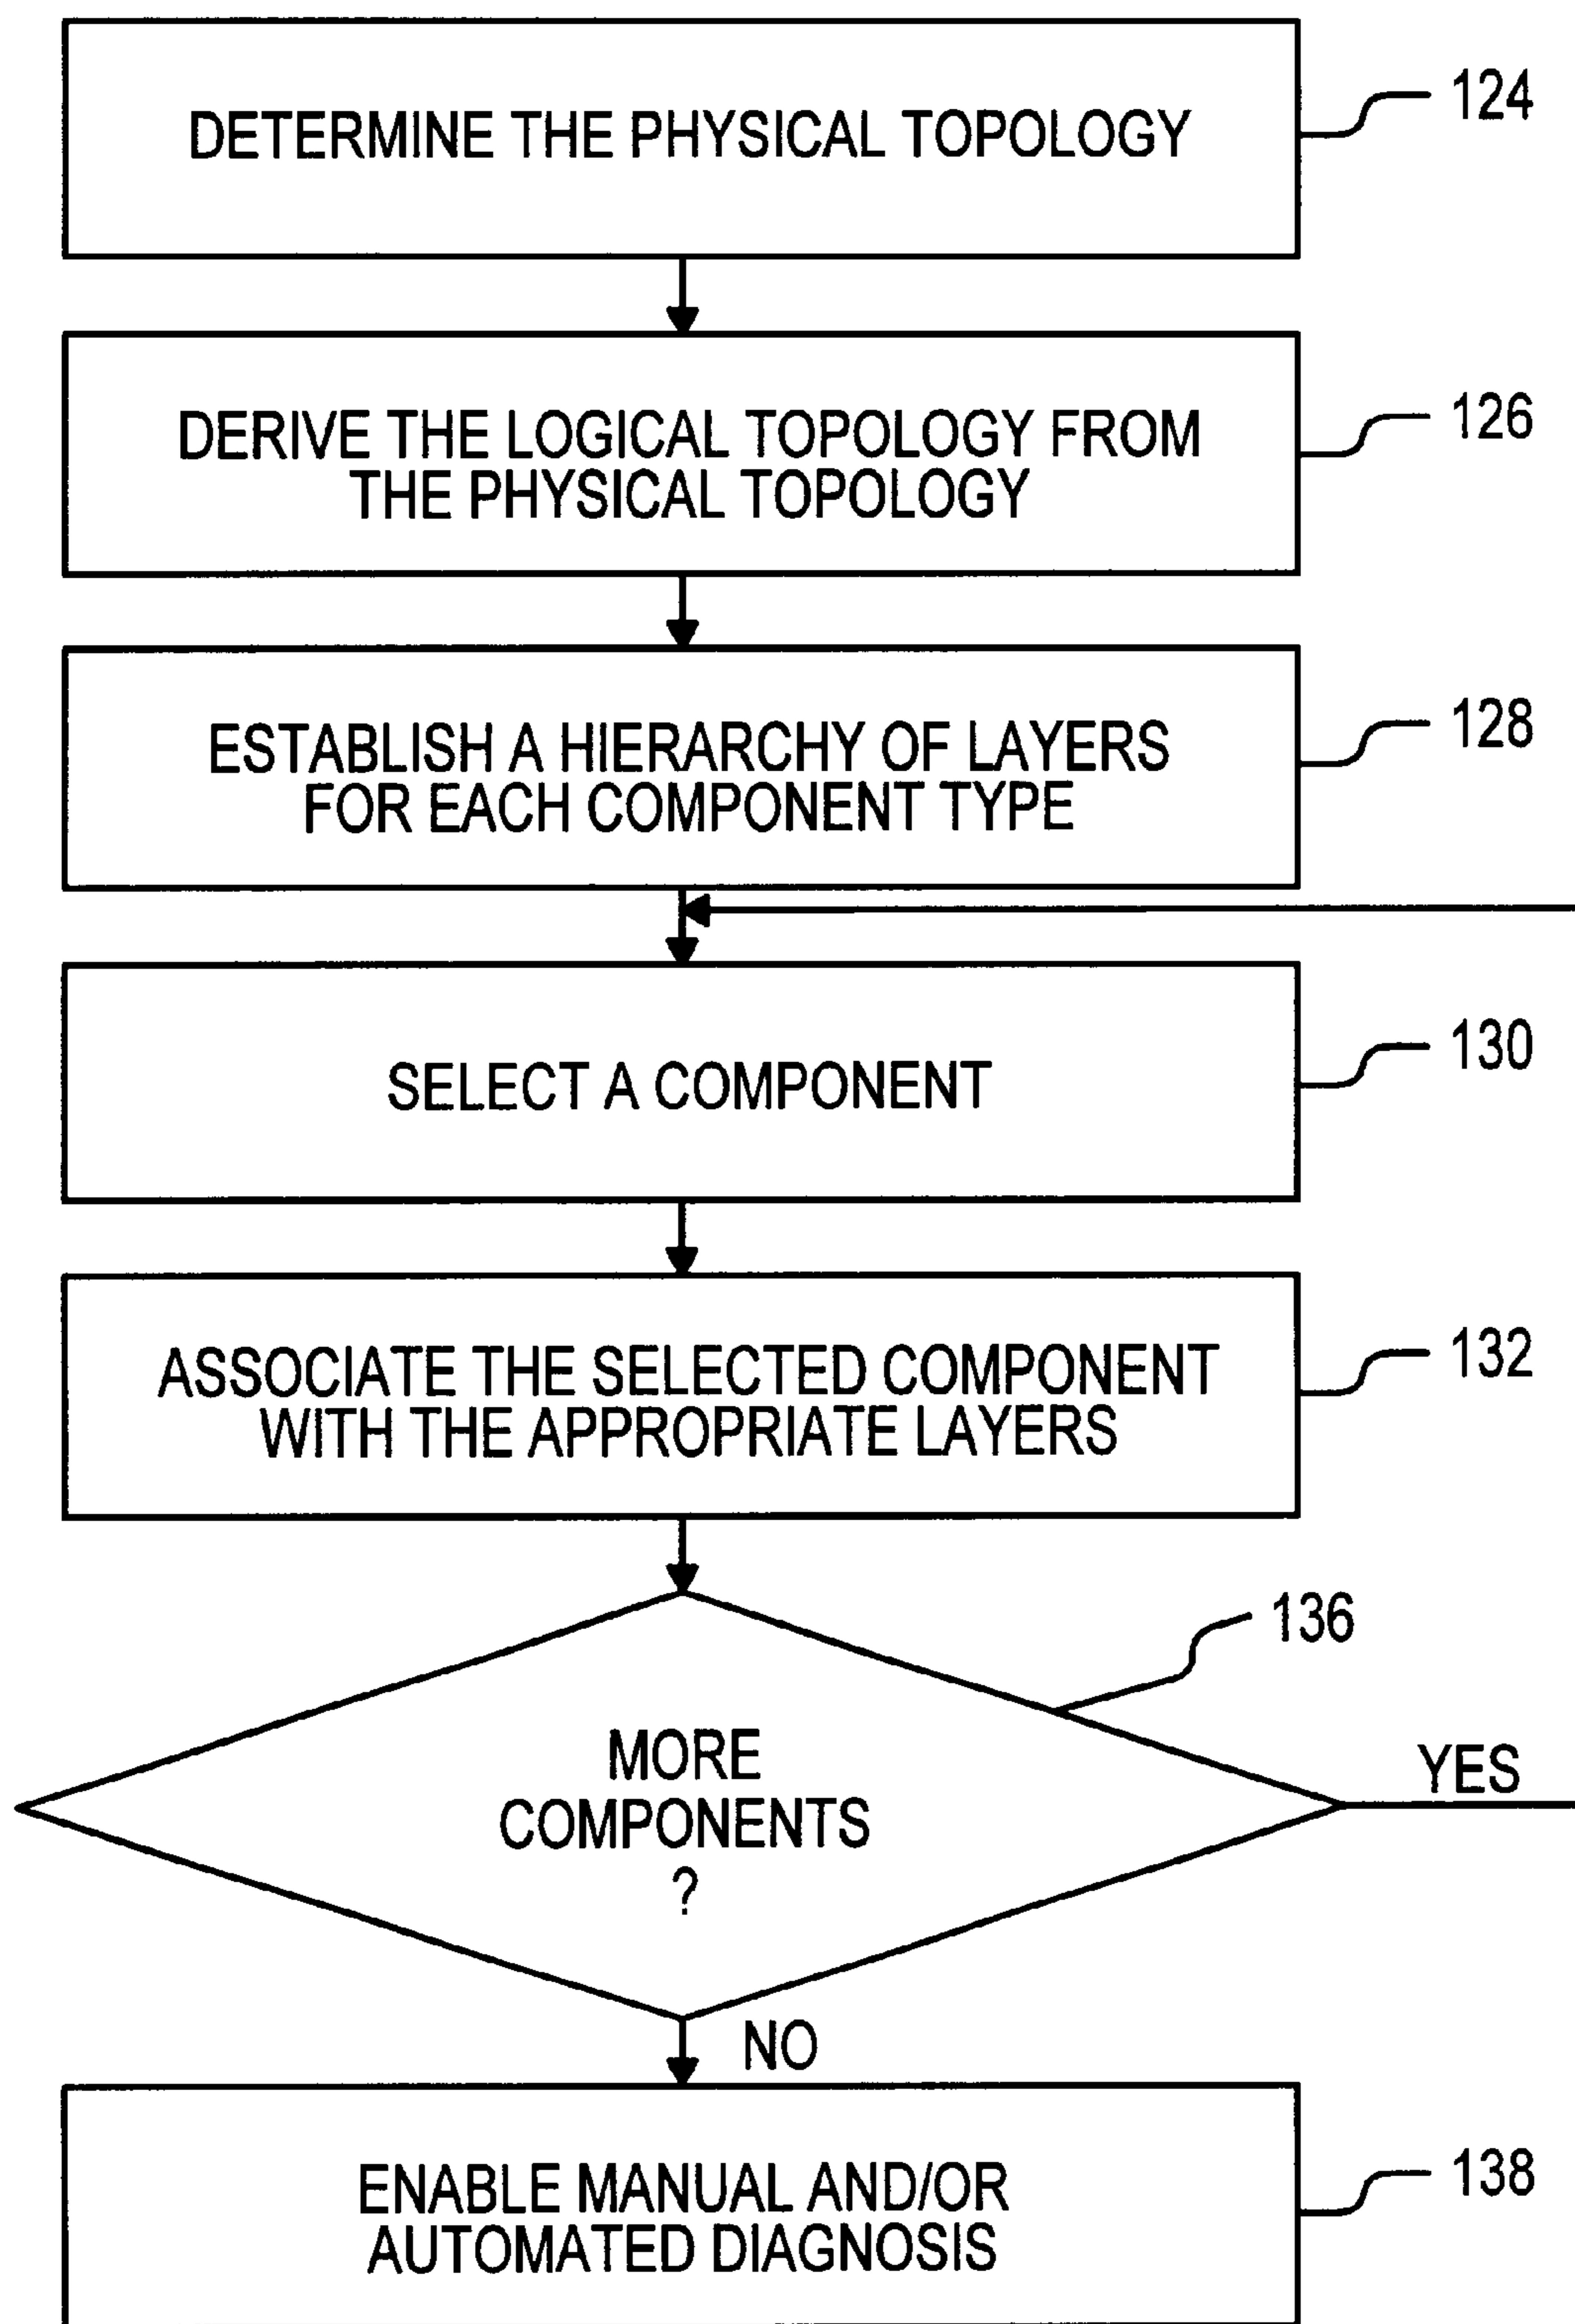 DETERMINE THE PHYSICAL TOPOLOGY
124
DERIVE THE LOGICAL TOPOLOGY FROM
THE PHYSICAL TOPOLOGY
126
ESTABLISH A HIERARCHY OF LAYERS
FOR EACH COMPONENT TYPE
128
SELECT A COMPONENT
130
ASSOCIATE THE SELECTED COMPONENT
WITH THE APPROPRIATE LAYERS
132
136
MORE
COMPONENTS
?
YES
NO
ENABLE MANUAL AND/OR
AUTOMATED DIAGNOSIS
138